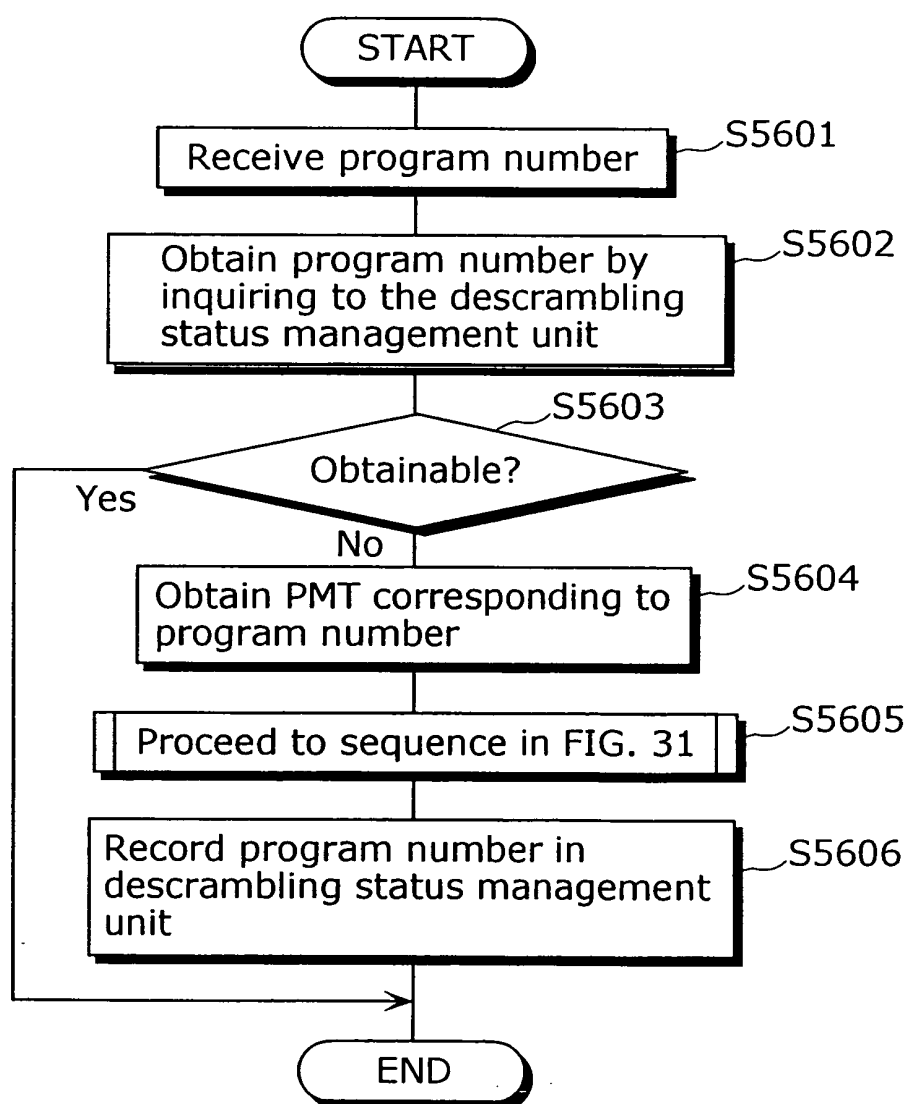 START
Receive program number
S5601
Obtain program number by
inquiring to the descrambling
status management unit
S5602
S5603
Obtainable?
Yes
No
Obtain PMT corresponding to
program number
S5604
Proceed to sequence in FIG. 31
S5605
Record program number in
descrambling status management
unit
S5606
END